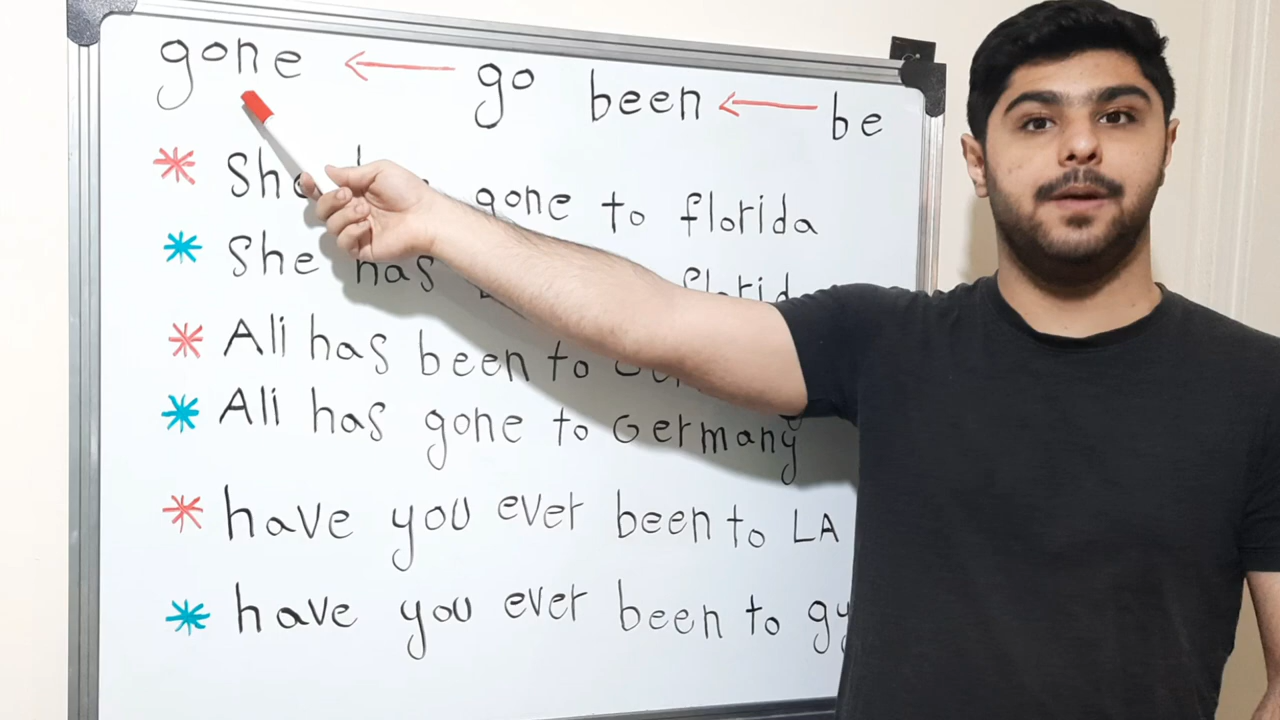 gone ← go been ← be
* She gone to florida
* She has
* Ali has been to
* Ali has gone to Germany
* have you ever been to LA
* have you ever been to